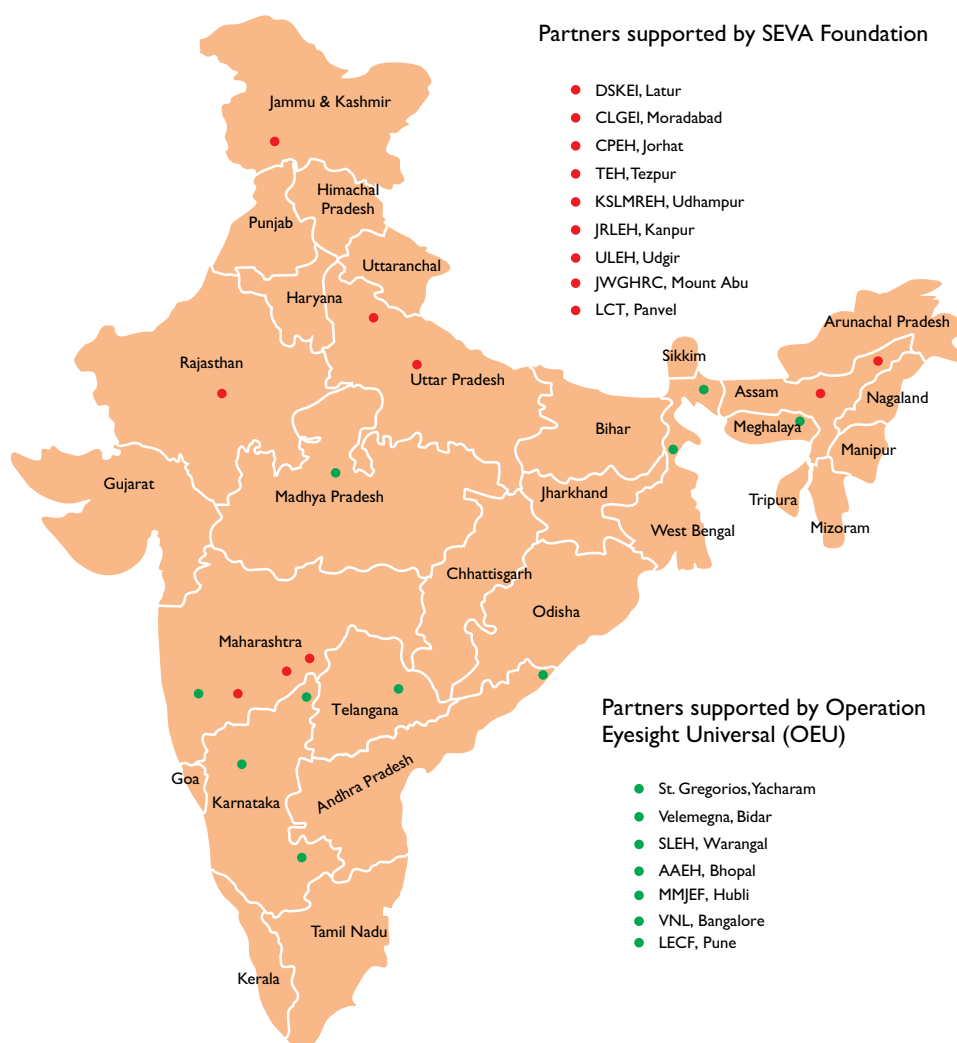 Partners supported by SEVA Foundation
DSKEI, Latur
CLGEI, Moradabad
CPEH, Jorhat
TEH, Tezpur
KSLMREH, Udhampur
JRLEH, Kanpur
ULEH, Udgir
JWGHRC, Mount Abu
LCT, Panvel
Jammu & Kashmir
Himachal
Pradesh
Punjab
Uttaranchal
Haryana
Rajasthan
Uttar Pradesh
Sikkim
Arunachal Pradesh
Assam
Nagaland
Meghalaya
Manipur
Bihar
Gujarat
Madhya Pradesh
Jharkhand
Tripura
Mizoram
West Bengal
Chhattisgarh
Odisha
Maharashtra
Telangana
Goa
Karnataka
Andhra Pradesh
Tamil Nadu
Kerala
Partners supported by Operation
Eyesight Universal (OEU)
St. Gregorios, Yacharam
Velemegna, Bidar
SLEH, Warangal
AAEH, Bhopal
MMJEF, Hubli
VNL, Bangalore
LECF, Pune